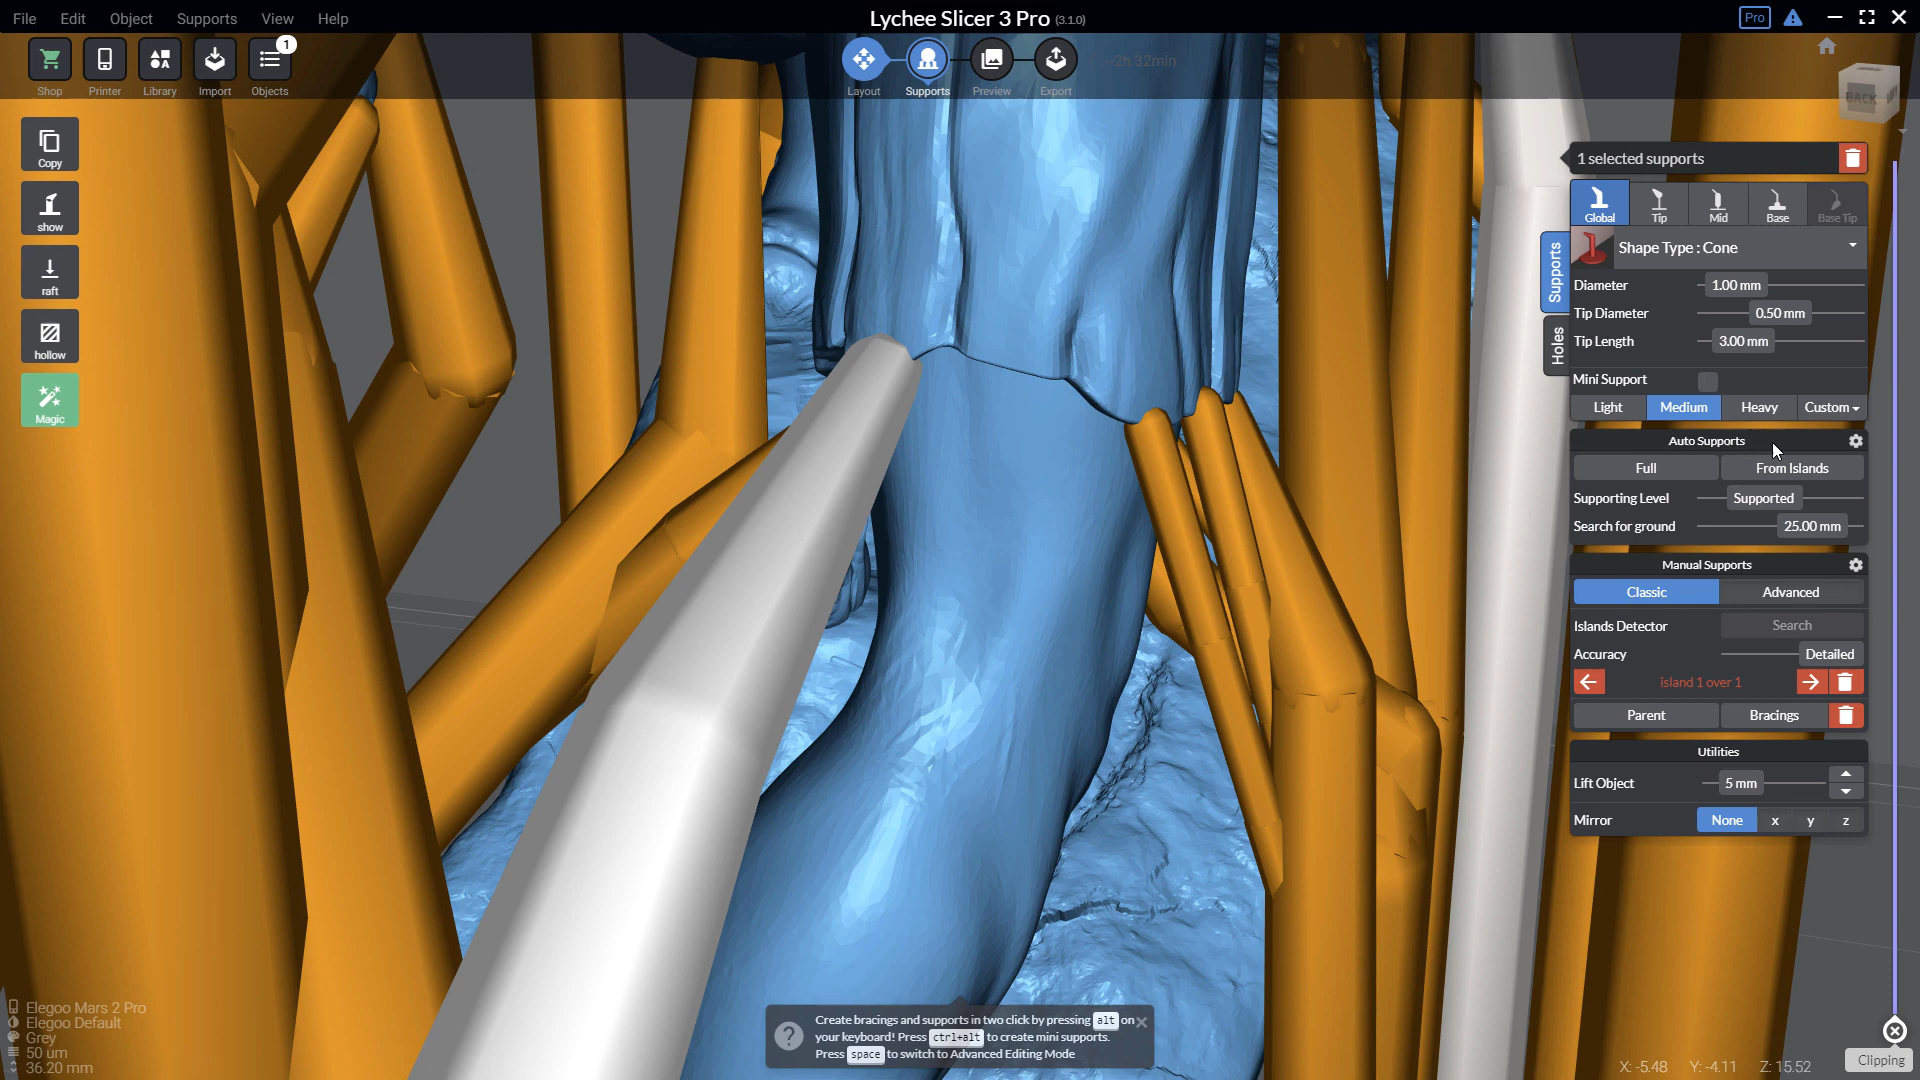 File Edit Object Supports View Help
Lychee Slicer 3 Pro (3.1.0)
Pro
1
Shop Printer Library Import Objects
Layout Supports Preview Export
~2h 32min
BACK
Copy
show
raft
hollow
Magic
1 selected supports
Global Tip Mid Base Base Tip
Supports
Holes
Shape Type : Cone
Diameter 1.00 mm
Tip Diameter 0.50 mm
Tip Length 3.00 mm
Mini Support
Light Medium Heavy Custom
Auto Supports
Full From Islands
Supporting Level Supported
Search for ground 25.00 mm
Manual Supports
Classic Advanced
Islands Detector Search
Accuracy Detailed
island 1 over 1
Parent Bracings
Utilities
Lift Object 5 mm
Mirror None x y z
Elegoo Mars 2 Pro
Elegoo Default
Grey
50 um
36.20 mm
? Create bracings and supports in two click by pressing alt on
your keyboard! Press ctrl+alt to create mini supports.
Press space to switch to Advanced Editing Mode
X: -5.48 Y: -4.11 Z: 15.52
Clipping